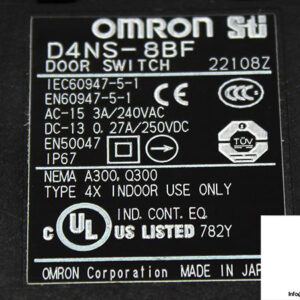 OMRON Sti
D4NS-8BF
DOOR SWITCH 22108Z
IEC60947-5-1
EN60947-5-1
AC-15 3A/240VAC
DC-13 0.27A/250VDC
EN50047
IP67
TÜV
NEMA A300, Q300
TYPE 4X INDOOR USE ONLY
IND. CONT. EQ.
c UL US LISTED 782Y
OMRON Corporation MADE IN JAP